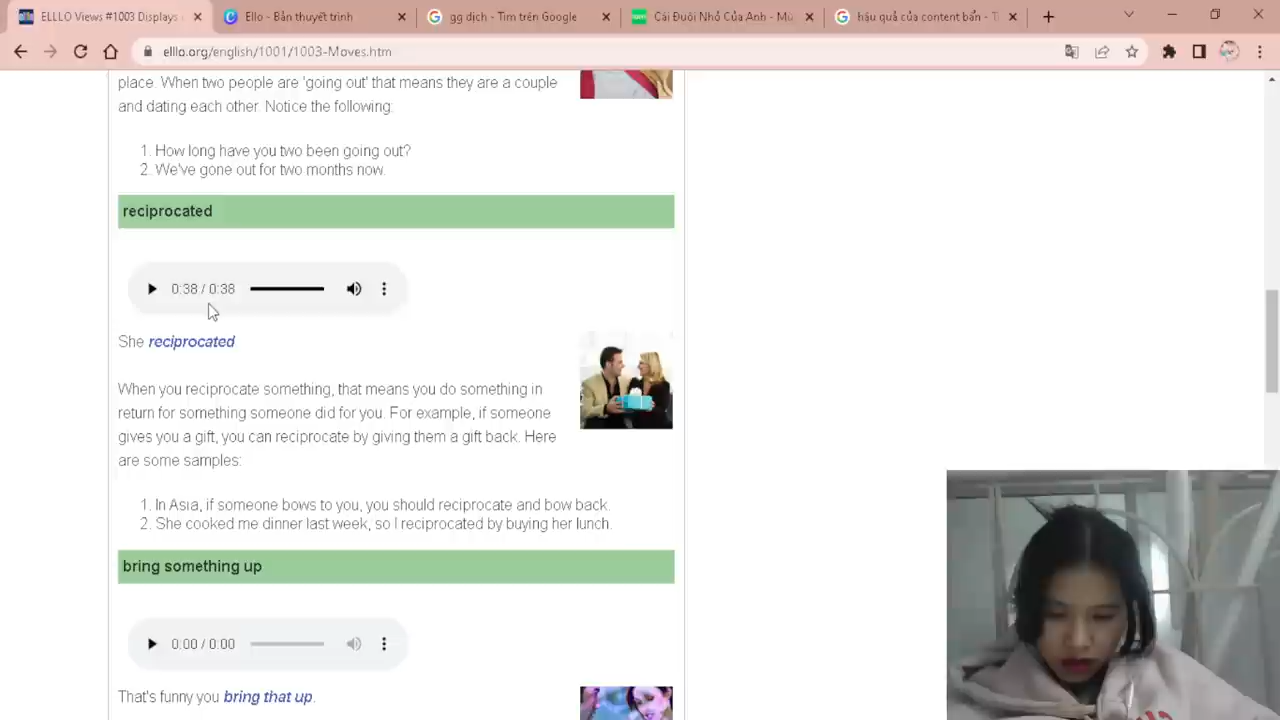 ELLLO Views #1003 Displays
Ello - Bản thuyết trình
gg dịch - Tìm trên Google
Cái Đuôi Nhỏ Của Anh - Mù
hậu quả của content bẩn - T
elllo.org/english/1001/1003-Moves.htm
place. When two people are 'going out' that means they are a couple
and dating each other. Notice the following:
1. How long have you two been going out?
2. We've gone out for two months now.
reciprocated
0:38 / 0:38
She reciprocated
When you reciprocate something, that means you do something in
return for something someone did for you. For example, if someone
gives you a gift, you can reciprocate by giving them a gift back. Here
are some samples:
1. In Asia, if someone bows to you, you should reciprocate and bow back.
2. She cooked me dinner last week, so I reciprocated by buying her lunch.
bring something up
0:00 / 0:00
That's funny you bring that up.